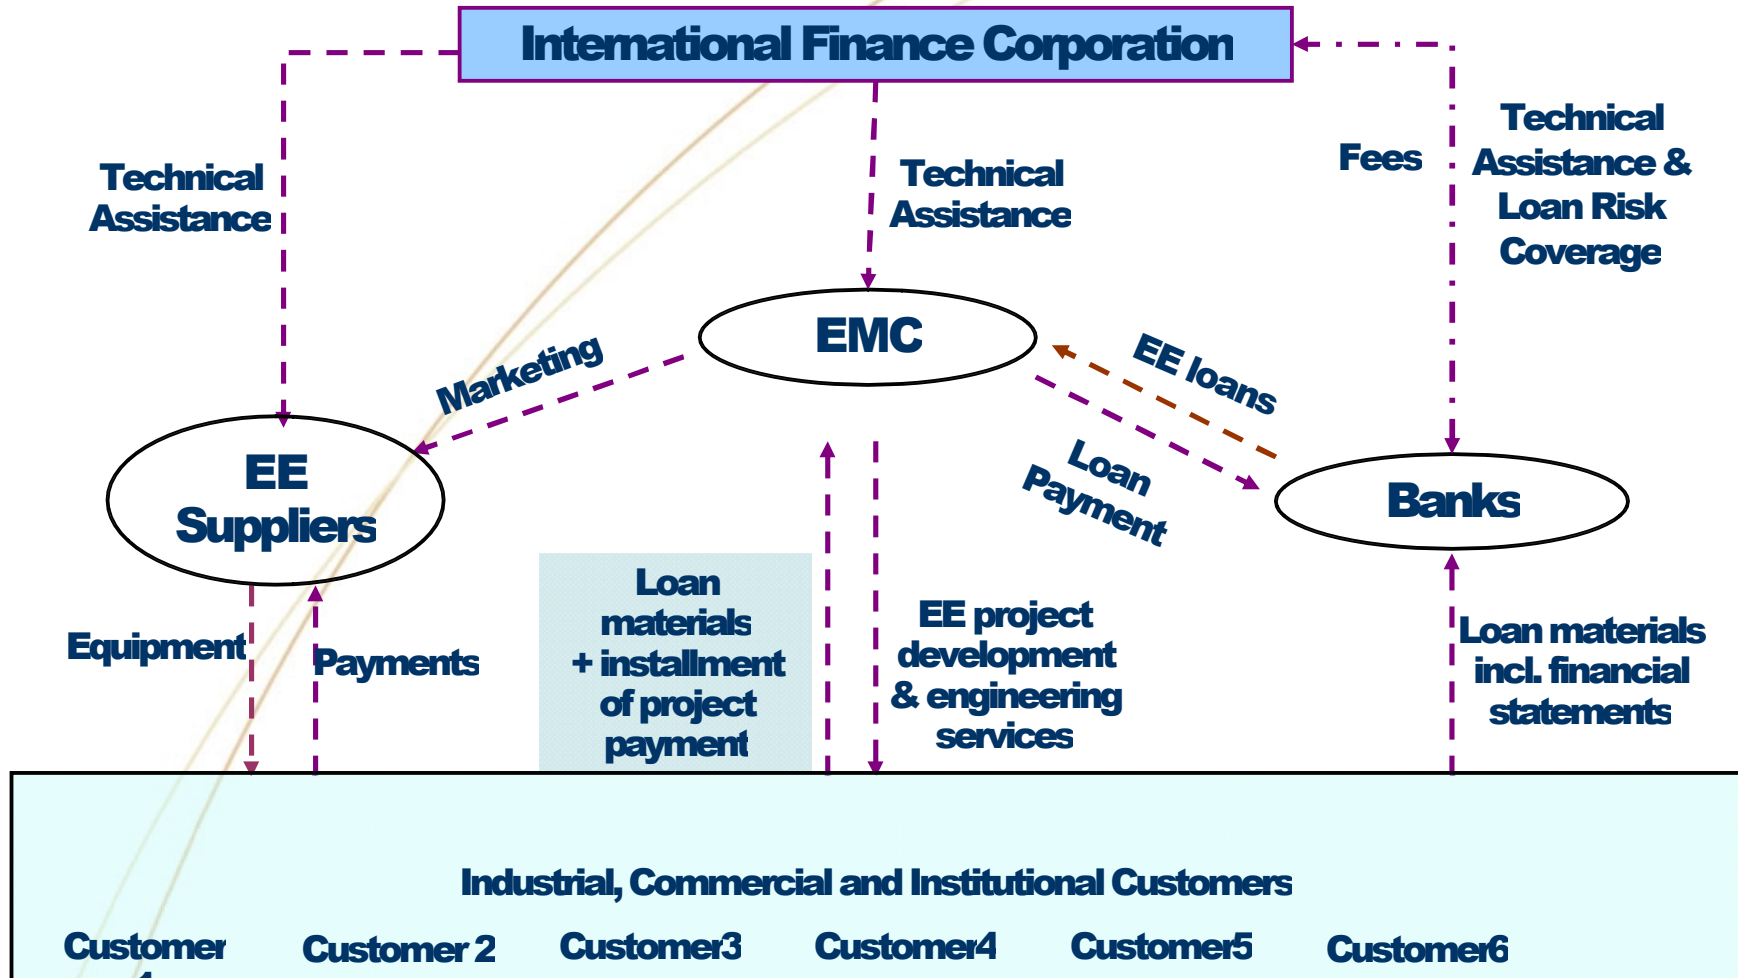 International Finance Corporation
Technical
Assistance
Technical
Assistance
Fees
Technical
Assistance &
Loan Risk
Coverage
EMC
Marketing
EE loans
Loan
Payment
EE
Suppliers
Banks
Equipment
Payments
Loan
materials
+ installment
of project
payment
EE project
development
& engineering
services
Loan materials
incl. financial
statements
Industrial, Commercial and Institutional Customers
Customer
Customer 2
Customer3
Customer4
Customer5
Customer6